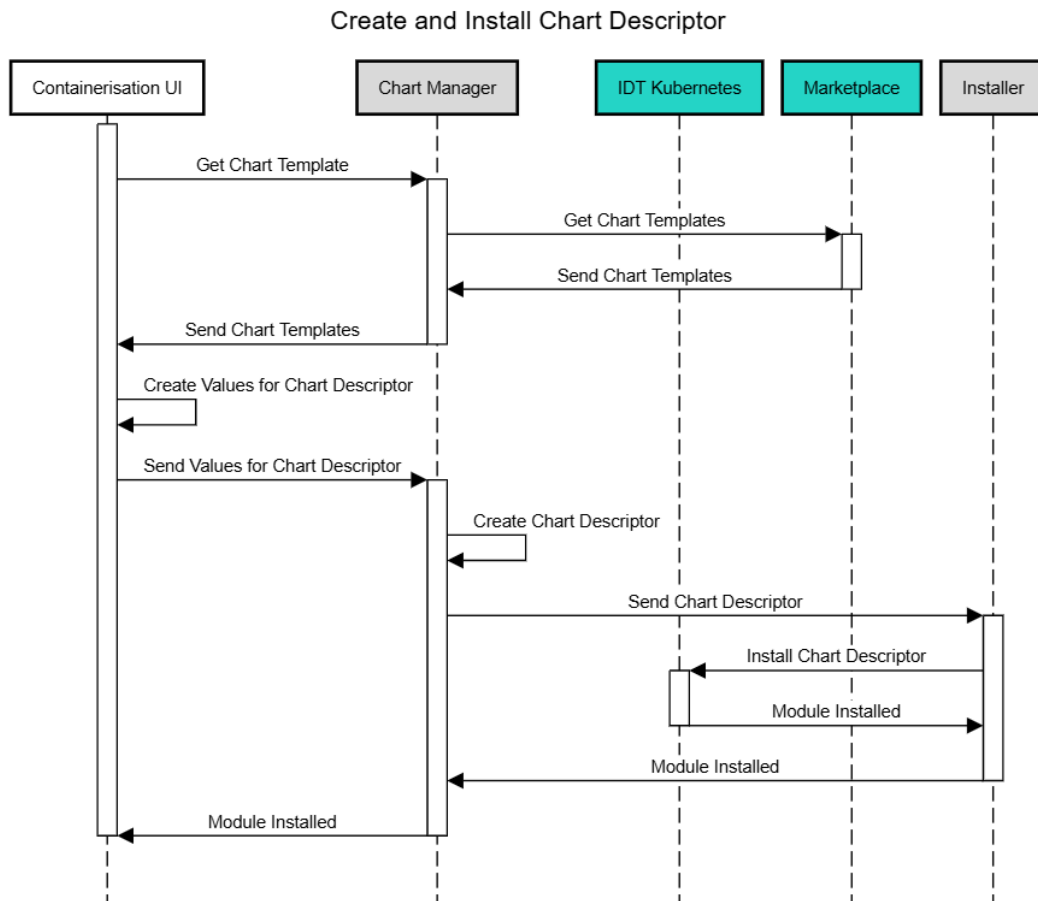 Create and Install Chart Descriptor
Containerisation UI
Chart Manager
IDT Kubernetes
Marketplace
Installer
Get Chart Template
Get Chart Templates
Send Chart Templates
Send Chart Templates
Create Values for Chart Descriptor
Send Values for Chart Descriptor
Create Chart Descriptor
Send Chart Descriptor
Install Chart Descriptor
Module Installed
Module Installed
Module Installed